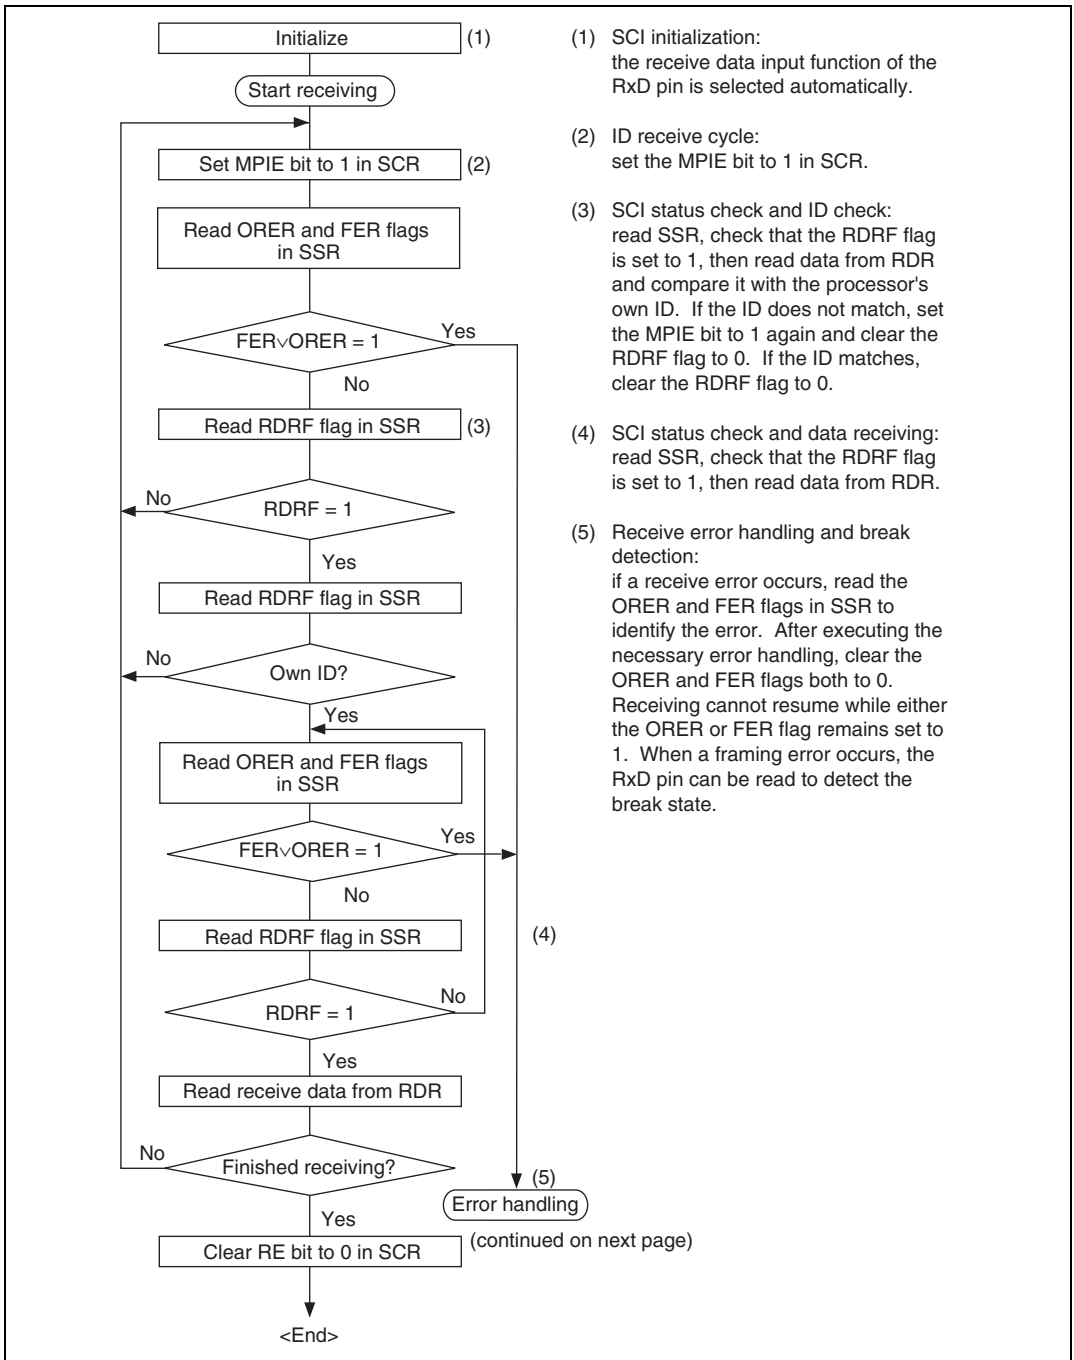 Initialize
(1)
Start receiving
Set MPIE bit to 1 in SCR
(2)
Read ORER and FER flags
in SSR
FER∨ORER = 1
Yes
No
Read RDRF flag in SSR
(3)
No
RDRF = 1
Yes
Read RDRF flag in SSR
No
Own ID?
Yes
Read ORER and FER flags
in SSR
FER∨ORER = 1
Yes
No
Read RDRF flag in SSR
(4)
RDRF = 1
No
Yes
Read receive data from RDR
No
Finished receiving?
(5)
Error handling
Yes
(continued on next page)
Clear RE bit to 0 in SCR
<End>
(1) SCI initialization:
the receive data input function of the
RxD pin is selected automatically.
(2) ID receive cycle:
set the MPIE bit to 1 in SCR.
(3) SCI status check and ID check:
read SSR, check that the RDRF flag
is set to 1, then read data from RDR
and compare it with the processor's
own ID. If the ID does not match, set
the MPIE bit to 1 again and clear the
RDRF flag to 0. If the ID matches,
clear the RDRF flag to 0.
(4) SCI status check and data receiving:
read SSR, check that the RDRF flag
is set to 1, then read data from RDR.
(5) Receive error handling and break
detection:
if a receive error occurs, read the
ORER and FER flags in SSR to
identify the error. After executing the
necessary error handling, clear the
ORER and FER flags both to 0.
Receiving cannot resume while either
the ORER or FER flag remains set to
1. When a framing error occurs, the
RxD pin can be read to detect the
break state.